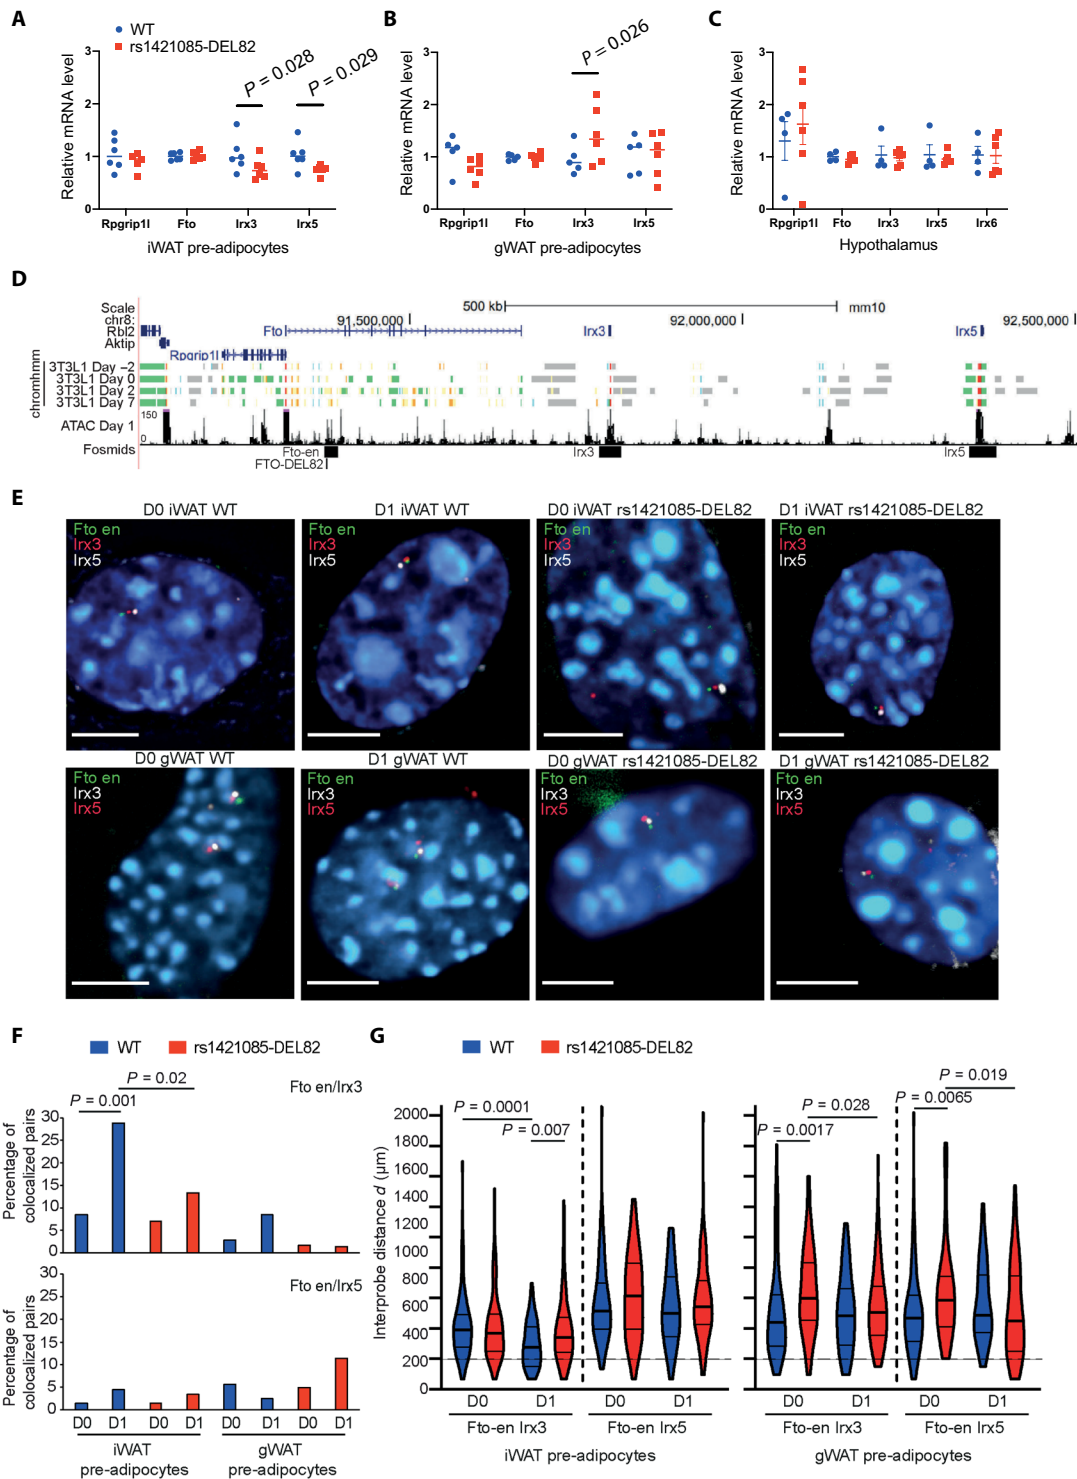 A
WT
rs1421085-DEL82
Relative mRNA level
3
2
1
0
P = 0.028
P = 0.029
Rpgrip1l Fto Irx3 Irx5
iWAT pre-adipocytes
B
Relative mRNA level
3
2
1
0
P = 0.026
Rpgrip1l Fto Irx3 Irx5
gWAT pre-adipocytes
C
Relative mRNA level
3
2
1
0
Rpgrip1l Fto Irx3 Irx5 Irx6
Hypothalamus
D
Scale 500 kb mm10
chr8: 91,500,000 92,000,000 92,500,000
Rbl2 Fto Irx3 Irx5
Aktip
Rpgrip1l
chromhmm
3T3L1 Day -2
3T3L1 Day 0
3T3L1 Day 2
3T3L1 Day 7
150
ATAC Day 1
0
Fosmids Fto-en Irx3 Irx5
FTO-DEL82
E
D0 iWAT WT
Fto en
Irx3
Irx5
D1 iWAT WT
Fto en
Irx3
Irx5
D0 iWAT rs1421085-DEL82
Fto en
Irx3
Irx5
D1 iWAT rs1421085-DEL82
Fto en
Irx3
Irx5
D0 gWAT WT
Fto en
Irx3
Irx5
D1 gWAT WT
Fto en
Irx3
Irx5
D0 gWAT rs1421085-DEL82
Fto en
Irx3
Irx5
D1 gWAT rs1421085-DEL82
Fto en
Irx3
Irx5
F
WT rs1421085-DEL82
P = 0.02
P = 0.001
Fto en/Irx3
Percentage of
colocalized pairs
30
25
20
15
10
5
0
Fto en/Irx5
Percentage of
colocalized pairs
30
25
20
15
10
5
0
D0 D1 D0 D1 D0 D1 D0 D1
iWAT
pre-adipocytes
gWAT
pre-adipocytes
G
WT rs1421085-DEL82
Interprobe distance d (µm)
2000
1800
1600
1400
1200
1000
800
600
400
200
0
P = 0.0001
P = 0.007
P = 0.028
P = 0.0017
P = 0.019
P = 0.0065
D0 D1 D0 D1
Fto-en Irx3 Fto-en Irx5
iWAT pre-adipocytes
D0 D1 D0 D1
Fto-en Irx3 Fto-en Irx5
gWAT pre-adipocytes